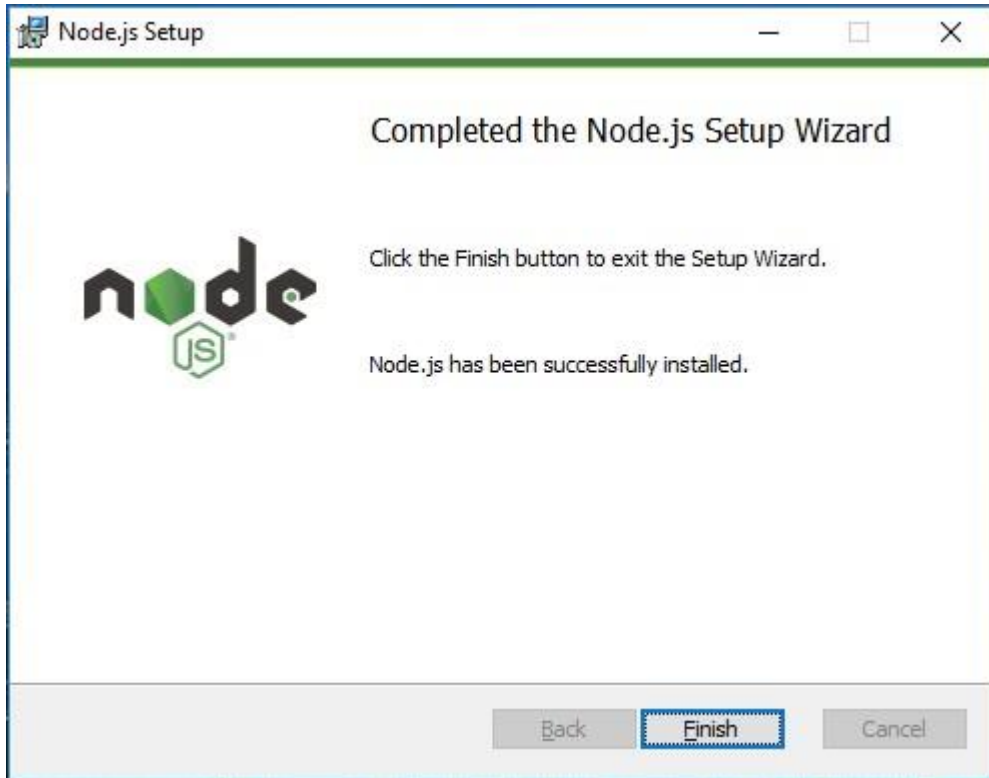 Node.js Setup
Completed the Node.js Setup Wizard
Click the Finish button to exit the Setup Wizard.
node
JS
Node.js has been successfully installed.
Back Finish Cancel